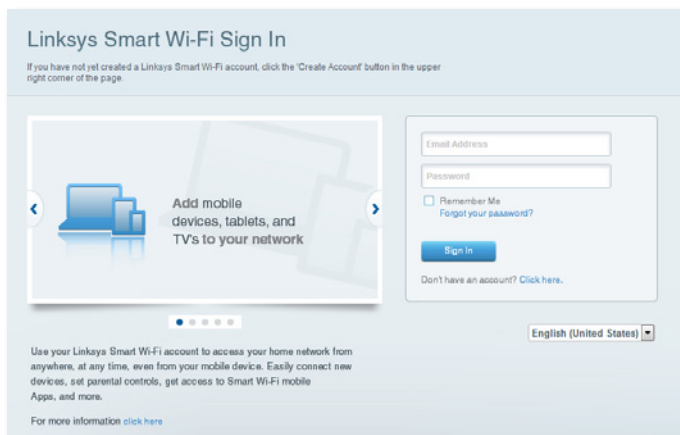 Linksys Smart Wi-Fi Sign In
If you have not yet created a Linksys Smart Wi-Fi account, click the 'Create Account' button in the upper
right corner of the page.
Add mobile
devices, tablets, and
TV's to your network
Email Address
Password
Remember Me
Forgot your password?
Sign In
Don't have an account? Click here.
English (United States)
Use your Linksys Smart Wi-Fi account to access your home network from
anywhere, at any time, even from your mobile device. Easily connect new
devices, set parental controls, get access to Smart Wi-Fi mobile
Apps, and more.
For more information click here